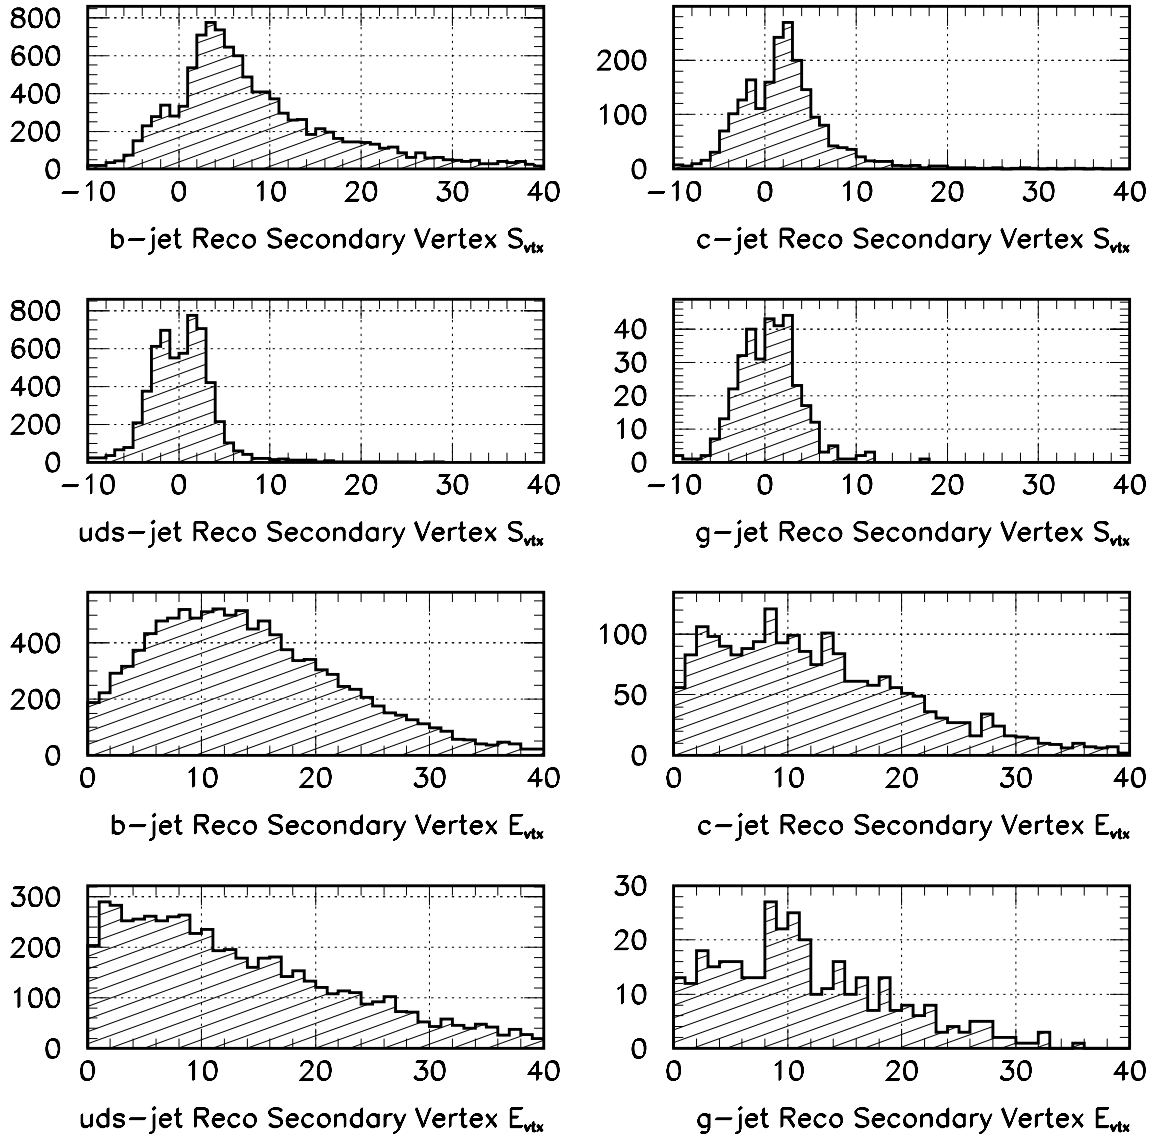 800
600
400
200
0
−10 0 10 20 30 40
b−jet Reco Secondary Vertex Svtx
200
100
0
−10 0 10 20 30 40
c−jet Reco Secondary Vertex Svtx
800
600
400
200
0
−10 0 10 20 30 40
uds−jet Reco Secondary Vertex Svtx
40
30
20
10
0
−10 0 10 20 30 40
g−jet Reco Secondary Vertex Svtx
400
200
0
0 10 20 30 40
b−jet Reco Secondary Vertex Evtx
100
50
0
0 10 20 30 40
c−jet Reco Secondary Vertex Evtx
300
200
100
0
0 10 20 30 40
uds−jet Reco Secondary Vertex Evtx
30
20
10
0
0 10 20 30 40
g−jet Reco Secondary Vertex Evtx